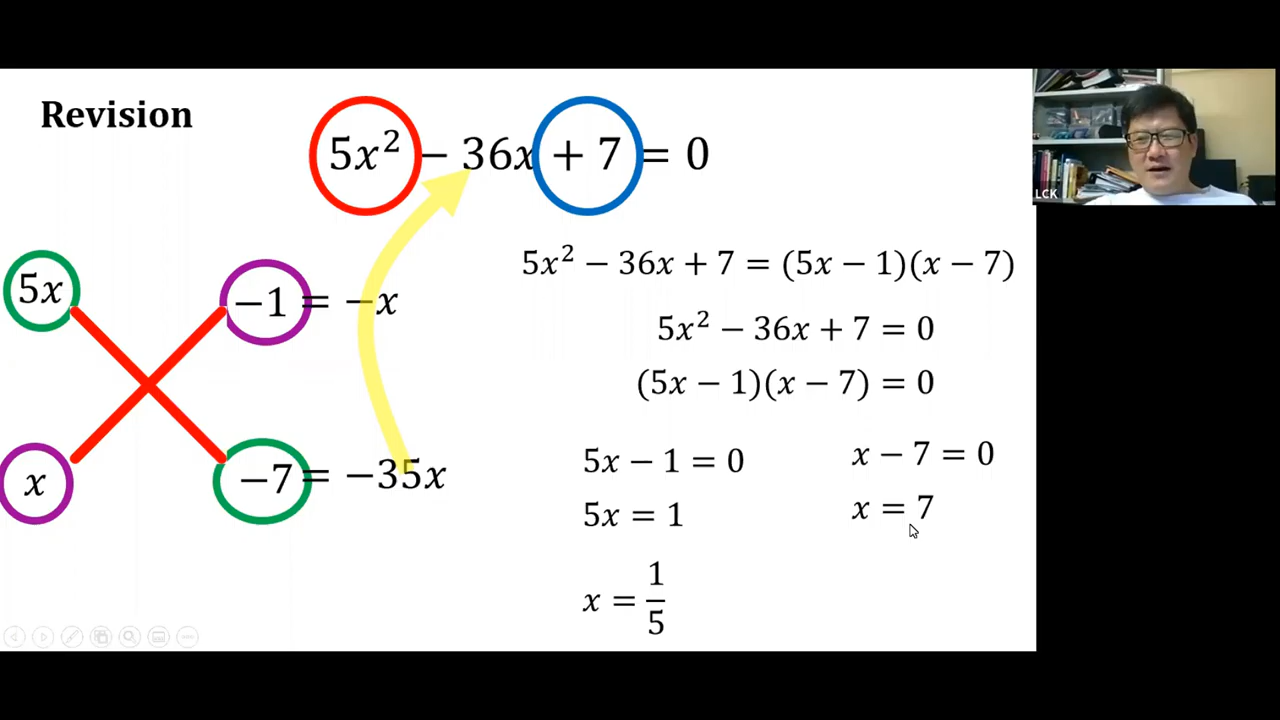 Revision
5x² − 36x + 7 = 0
5x
−1 = −x
x
−7 = −35x
5x² − 36x + 7 = (5x − 1)(x − 7)
5x² − 36x + 7 = 0
(5x − 1)(x − 7) = 0
5x − 1 = 0
5x = 1
x = 1/5
x − 7 = 0
x = 7
LCK